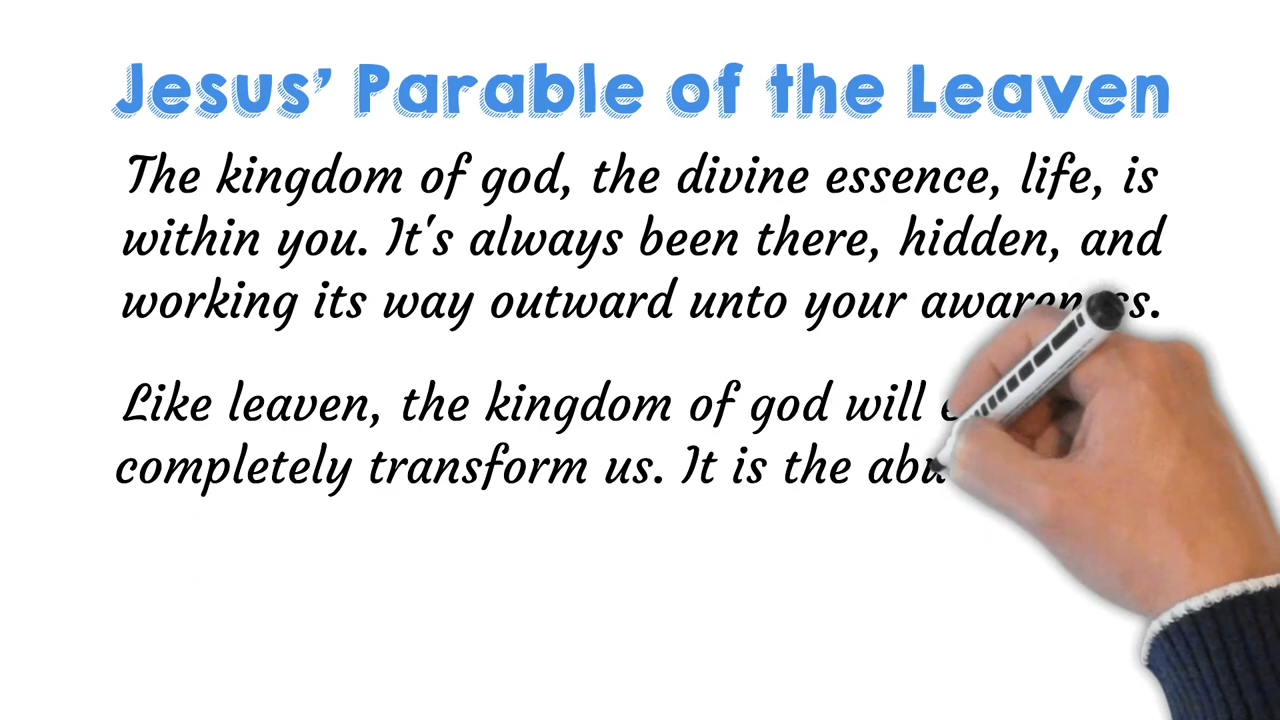 Jesus’ Parable of the Leaven
The kingdom of god, the divine essence, life, is
within you. It's always been there, hidden, and
working its way outward unto your awareness.
Like leaven, the kingdom of god will
completely transform us. It is the